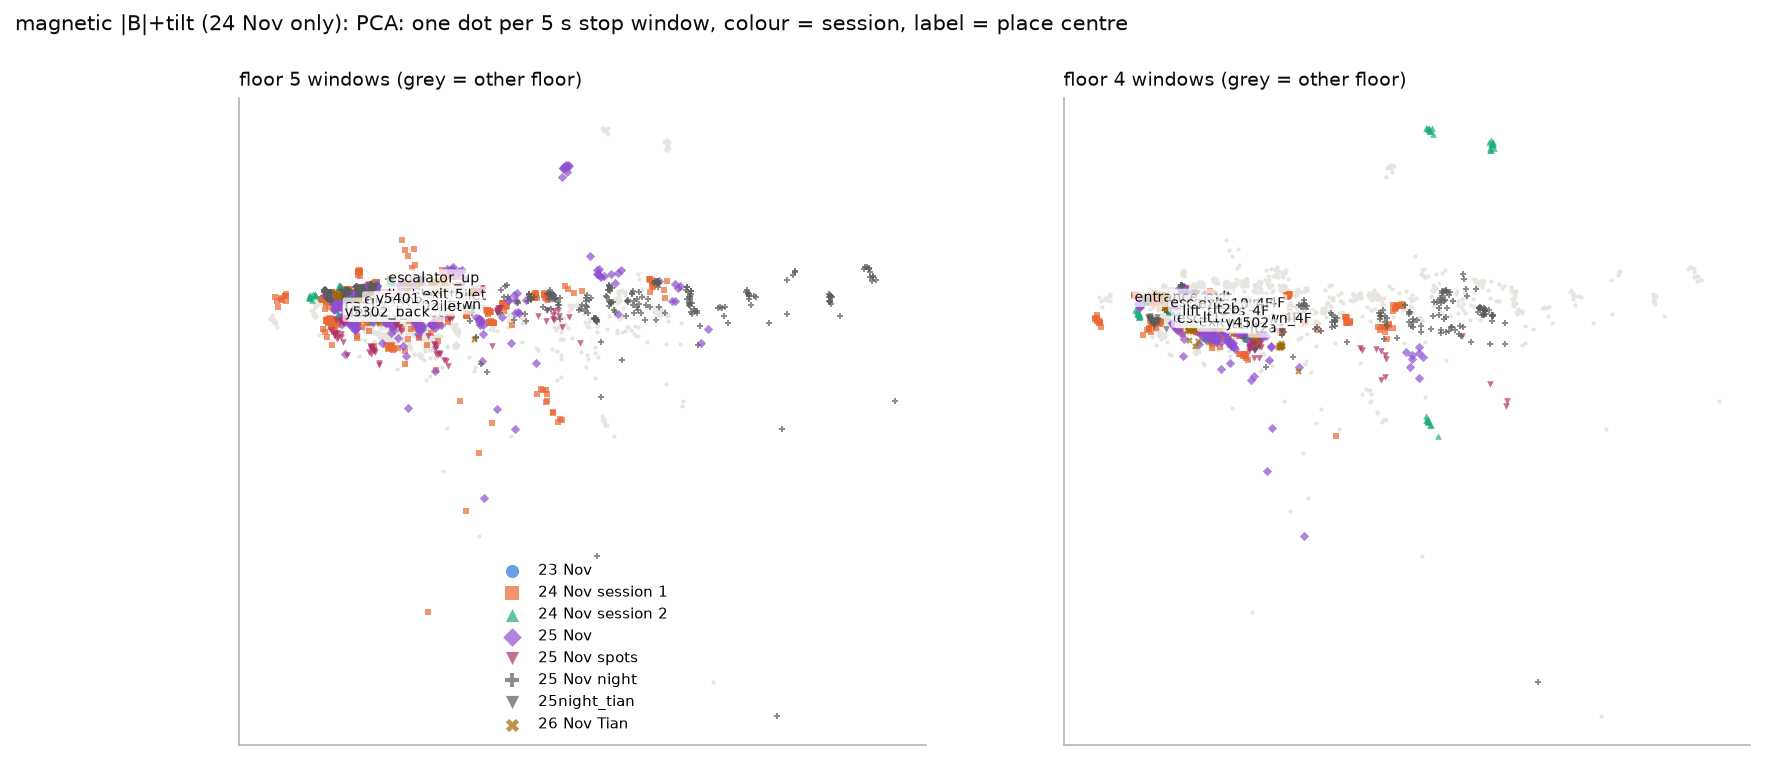 magnetic |B|+tilt (24 Nov only): PCA: one dot per 5 s stop window, colour = session, label = place centre
floor 5 windows (grey = other floor)
floor 4 windows (grey = other floor)
escalator_up
y5401
y5302_back
lt2b
y4502
23 Nov
24 Nov session 1
24 Nov session 2
25 Nov
25 Nov spots
25 Nov night
25night_tian
26 Nov Tian